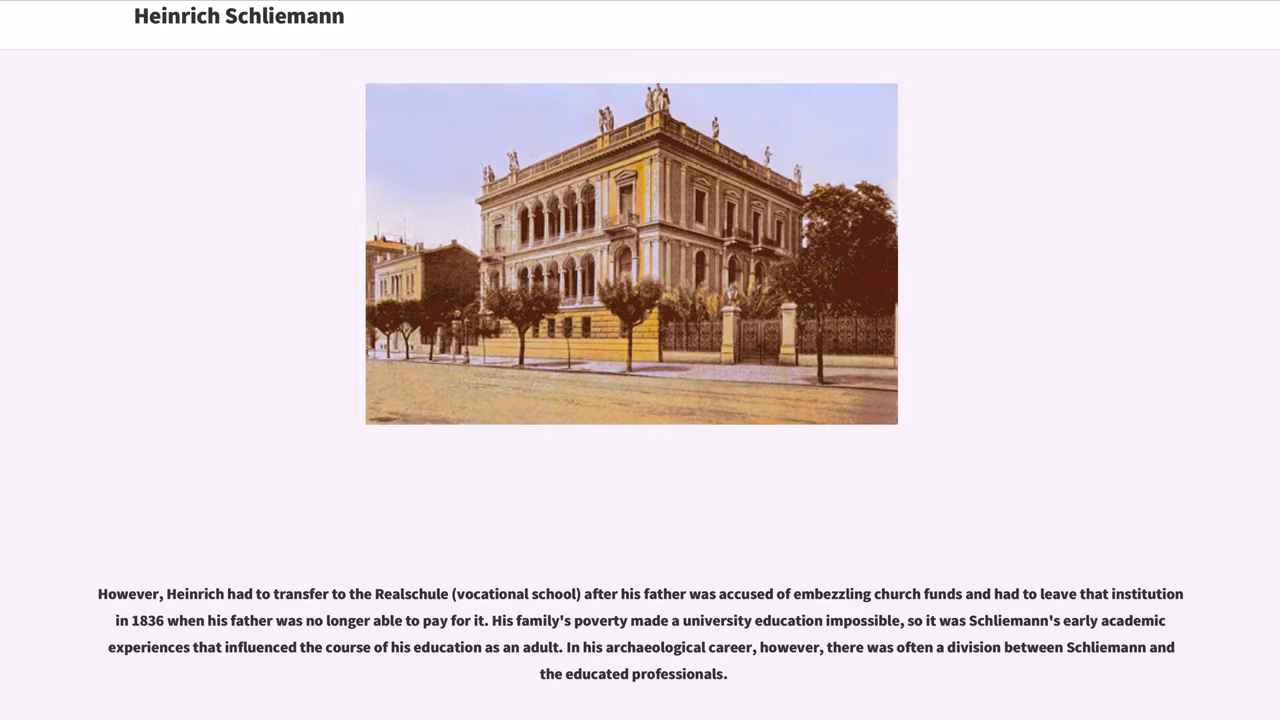 Heinrich Schliemann
However, Heinrich had to transfer to the Realschule (vocational school) after his father was accused of embezzling church funds and had to leave that institution
in 1836 when his father was no longer able to pay for it. His family's poverty made a university education impossible, so it was Schliemann's early academic
experiences that influenced the course of his education as an adult. In his archaeological career, however, there was often a division between Schliemann and
the educated professionals.